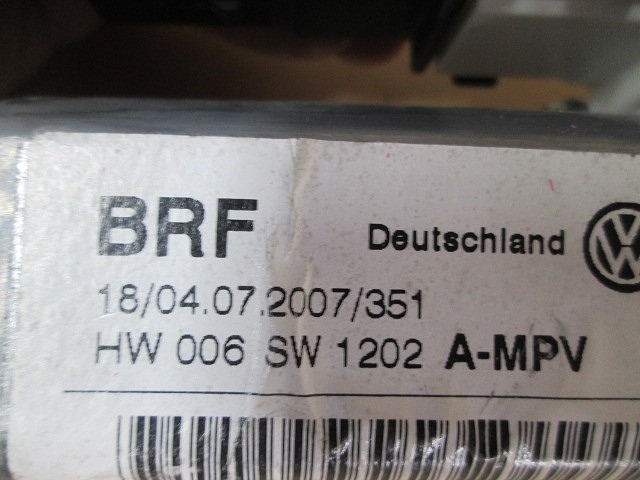 BRF
Deutschland
18/04.07.2007/351
HW 006 SW 1202 A-MPV